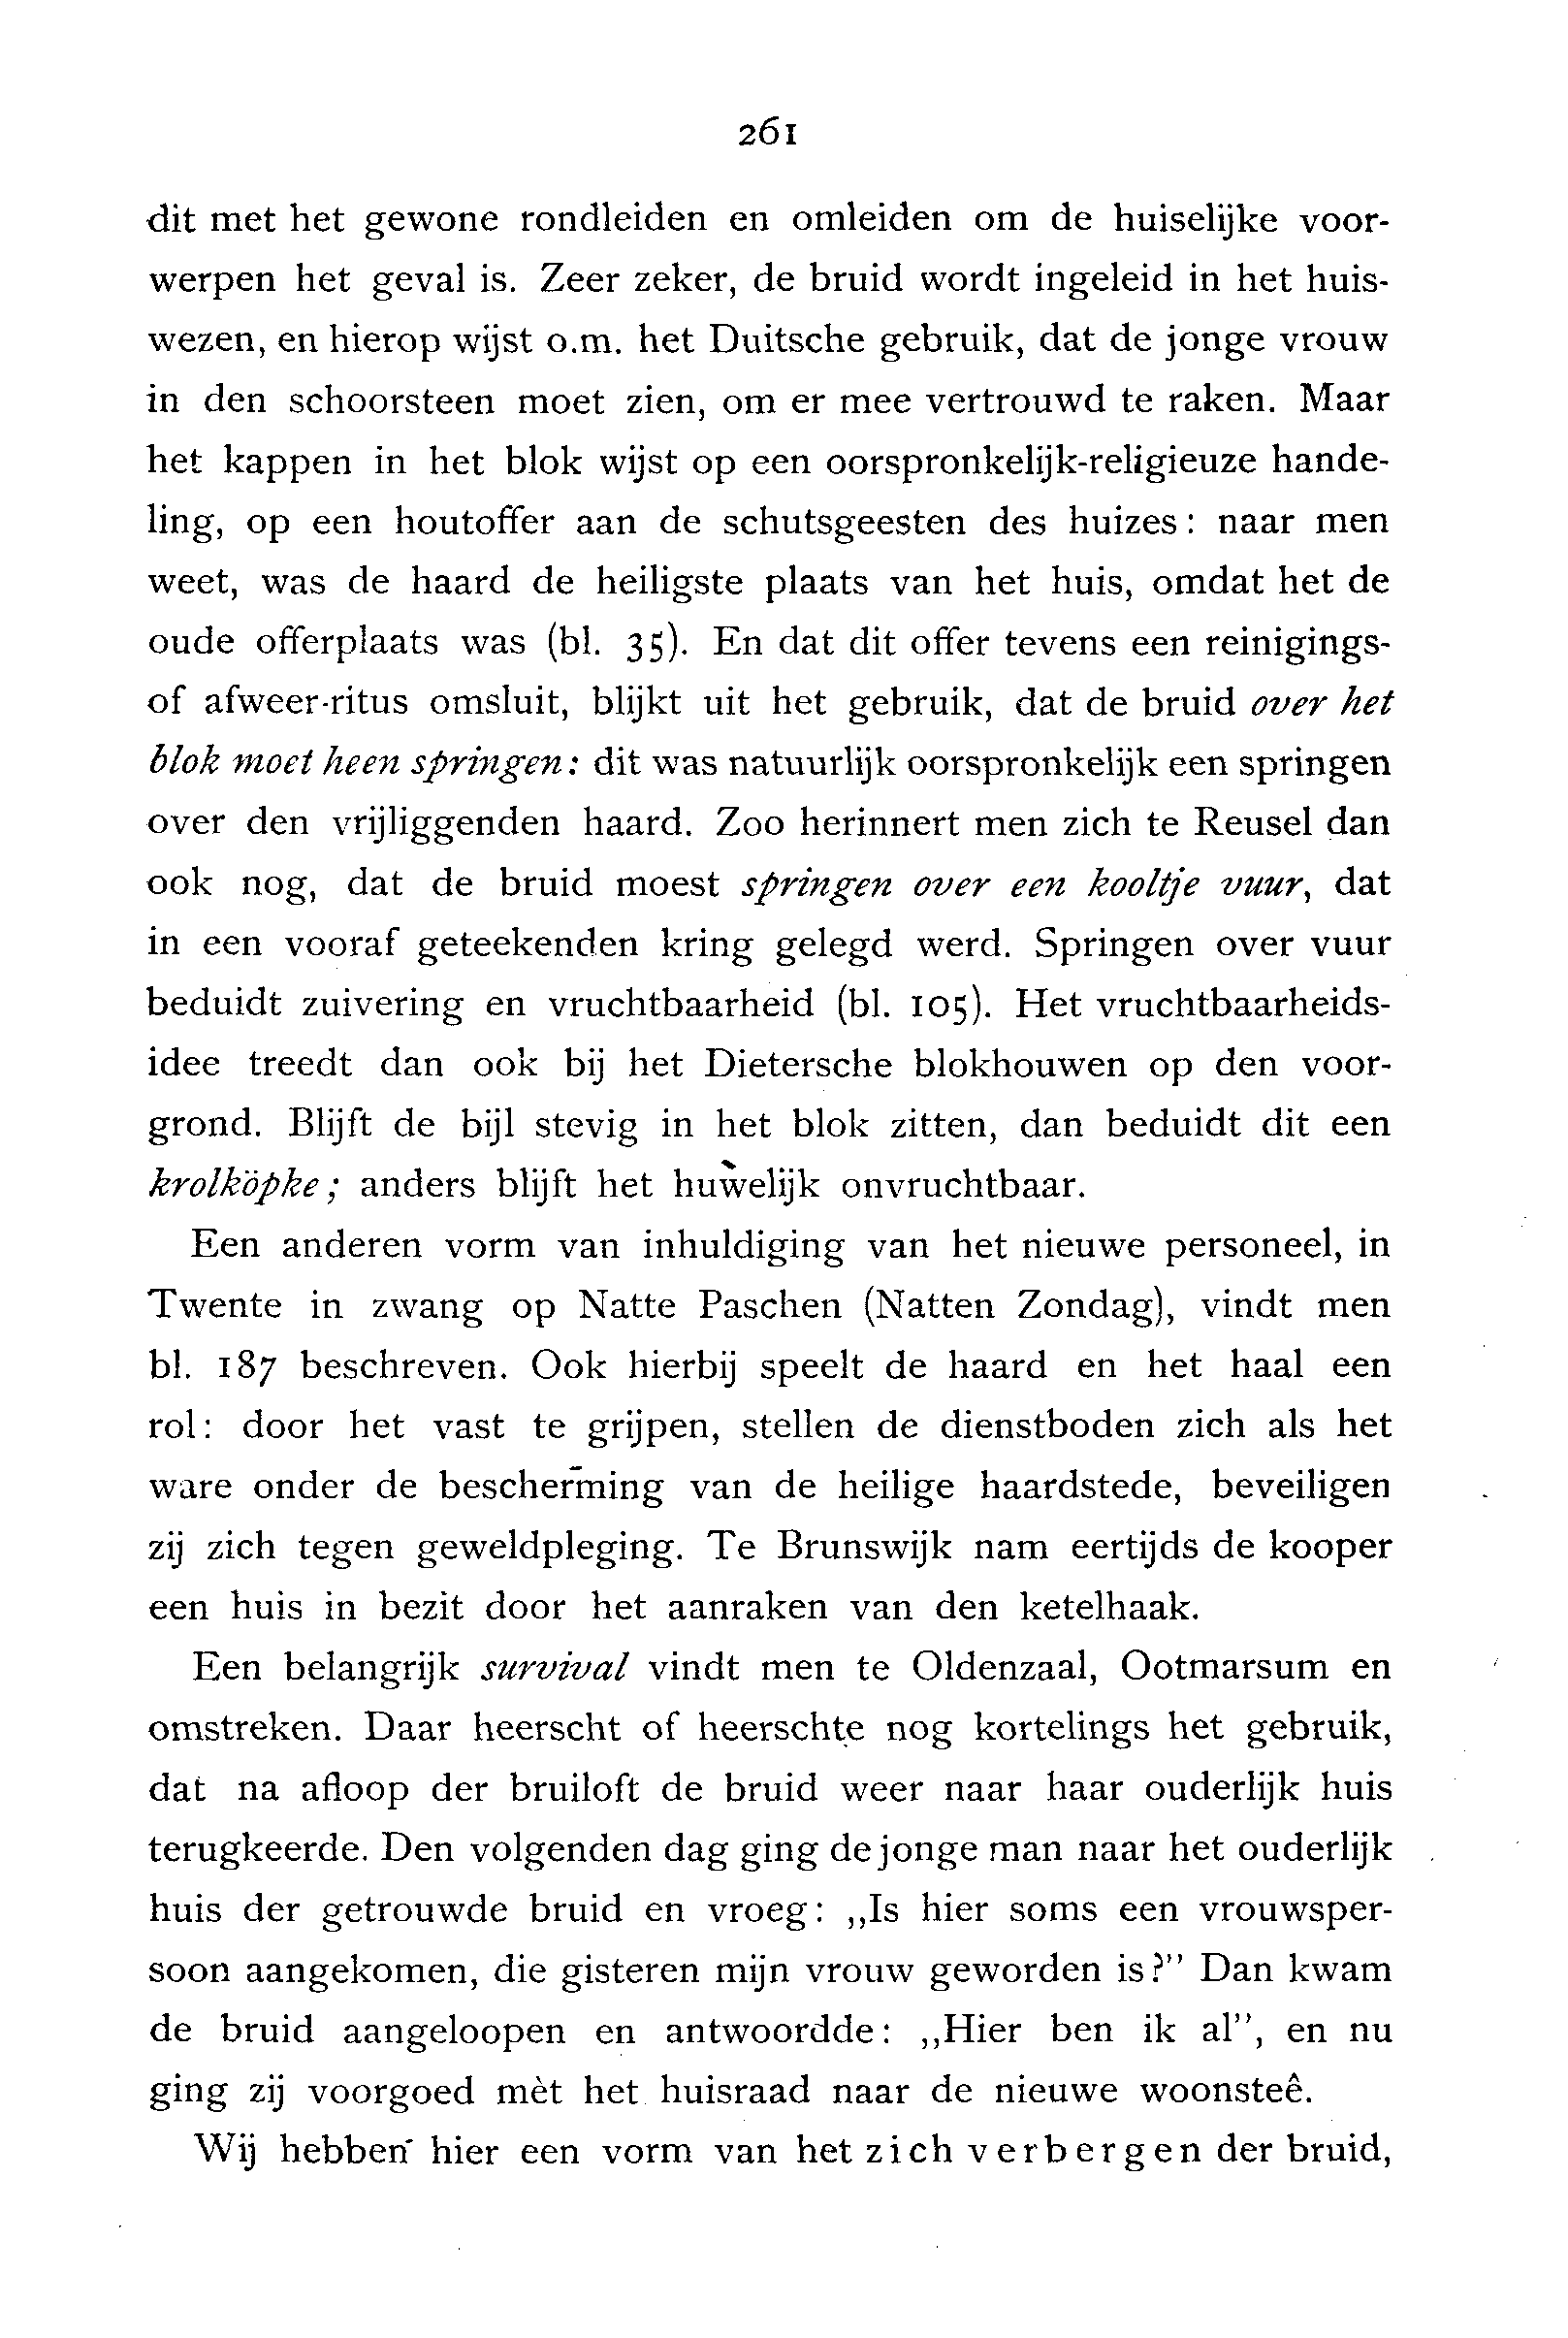 261
dit met het gewone rondleiden en omleiden om de huiselijke voor-
werpen het geval is. Zeer zeker, de bruid wordt ingeleid in het huis-
wezen, en hierop wijst o.m. het Duitsche gebruik, dat de jonge vrouw
in den schoorsteen moet zien, om er mee vertrouwd te raken. Maar
het kappen in het blok wijst op een oorspronkelijk-religieuze hande-
ling, op een houtoffer aan de schutsgeesten des huizes: naar men
weet, was de haard de heiligste plaats van het huis, omdat het de
oude offerplaats was (bl. 35). En dat dit offer tevens een reinigings-
of afweer-ritus omsluit, blijkt uit het gebruik, dat de bruid over het
blok moet heen springen: dit was natuurlijk oorspronkelijk een springen
over den vrijliggenden haard. Zoo herinnert men zich te Reusel dan
ook nog, dat de bruid moest springen over een kooltje vuur, dat
in een vooraf geteekenden kring gelegd werd. Springen over vuur
beduidt zuivering en vruchtbaarheid (bl. 105). Het vruchtbaarheids-
idee treedt dan ook bij het Dietersche blokhouwen op den voor-
grond. Blijft de bijl stevig in het blok zitten, dan beduidt dit een
krolköpke; anders blijft het huwelijk onvruchtbaar.
Een anderen vorm van inhuldiging van het nieuwe personeel, in
Twente in zwang op Natte Paschen (Natten Zondag), vindt men
bl. 187 beschreven. Ook hierbij speelt de haard en het haal een
rol: door het vast te grijpen, stellen de dienstboden zich als het
ware onder de bescherming van de heilige haardstede, beveiligen
zij zich tegen geweldpleging. Te Brunswijk nam eertijds de kooper
een huis in bezit door het aanraken van den ketelhaak.
Een belangrijk survival vindt men te Oldenzaal, Ootmarsum en
omstreken. Daar heerscht of heerschte nog kortelings het gebruik,
dat na afloop der bruiloft de bruid weer naar haar ouderlijk huis
terugkeerde. Den volgenden dag ging de jonge man naar het ouderlijk
huis der getrouwde bruid en vroeg: ,,Is hier soms een vrouwsper-
soon aangekomen, die gisteren mijn vrouw geworden is?" Dan kwam
de bruid aangeloopen en antwoordde: ,,Hier ben ik al", en nu
ging zij voorgoed mèt het huisraad naar de nieuwe woonsteê.
Wij hebben hier een vorm van het zich verbergen der bruid,